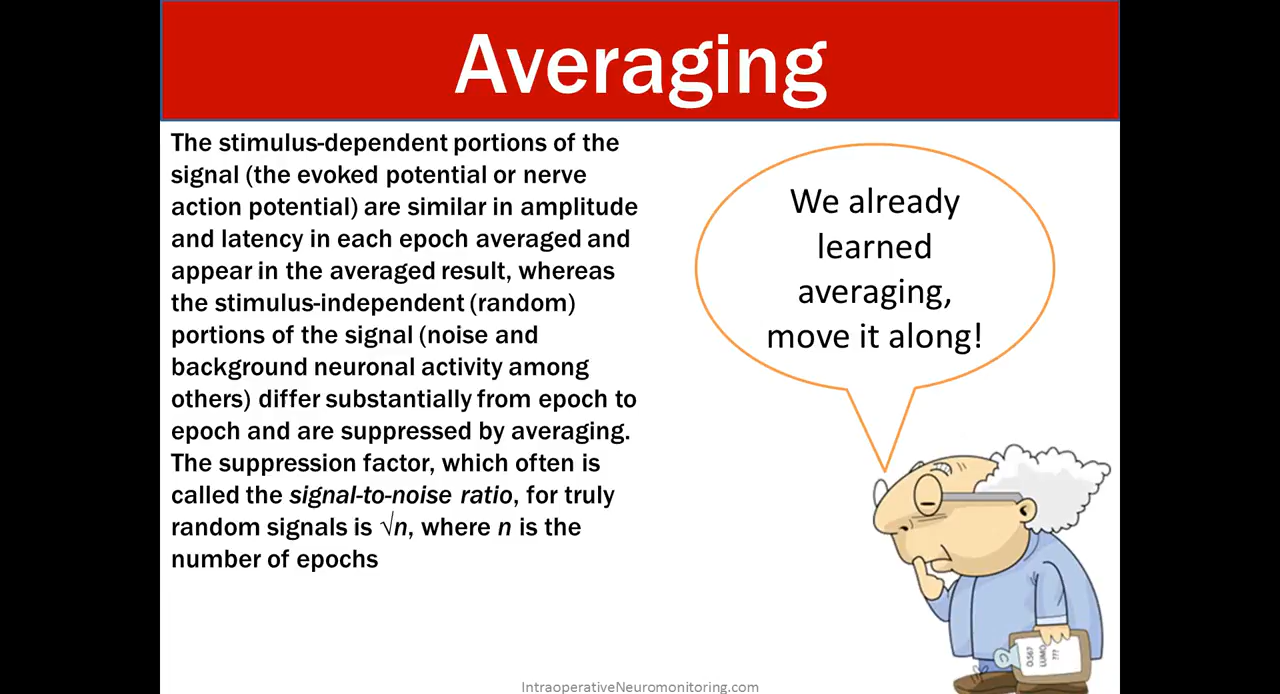 Averaging
The stimulus-dependent portions of the
signal (the evoked potential or nerve
action potential) are similar in amplitude
and latency in each epoch averaged and
appear in the averaged result, whereas
the stimulus-independent (random)
portions of the signal (noise and
background neuronal activity among
others) differ substantially from epoch to
epoch and are suppressed by averaging.
The suppression factor, which often is
called the signal-to-noise ratio, for truly
random signals is √n, where n is the
number of epochs
We already
learned
averaging,
move it along!
LUMO
???
IntraoperativeNeuromonitoring.com